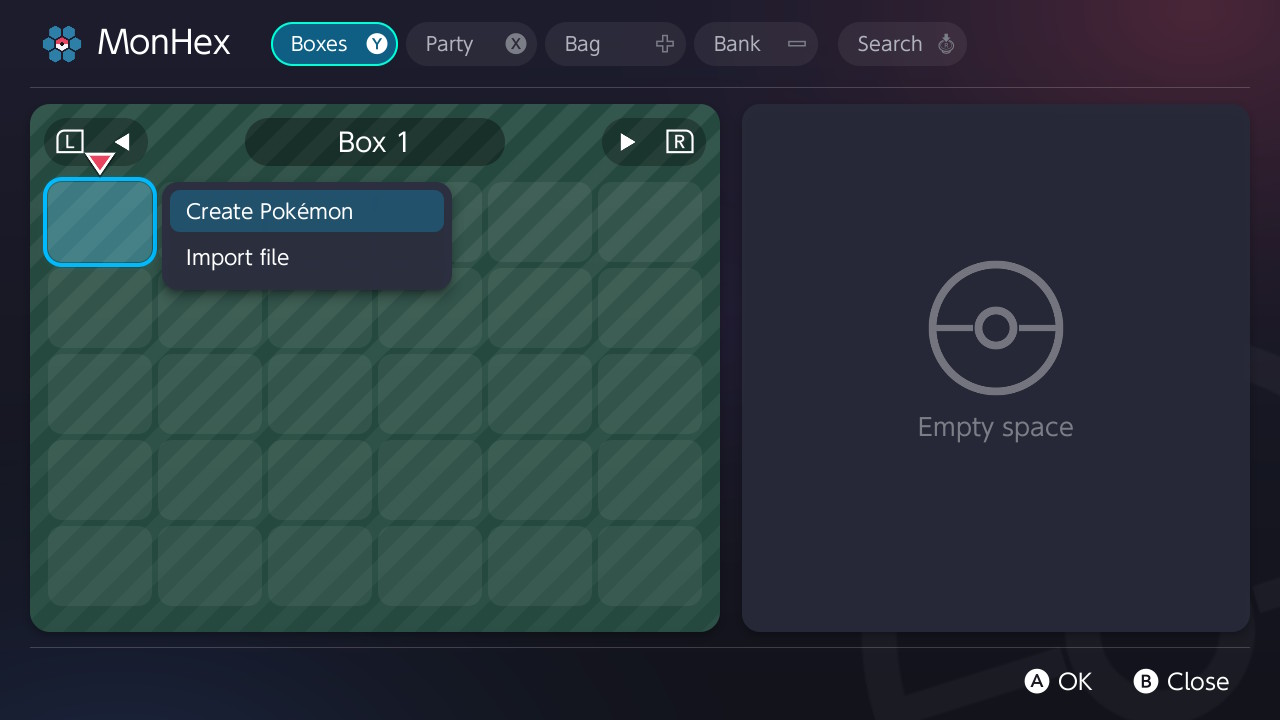 MonHex
Boxes Y
Party X
Bag
Bank
Search
L
Box 1
R
Create Pokémon
Import file
Empty space
A OK
B Close